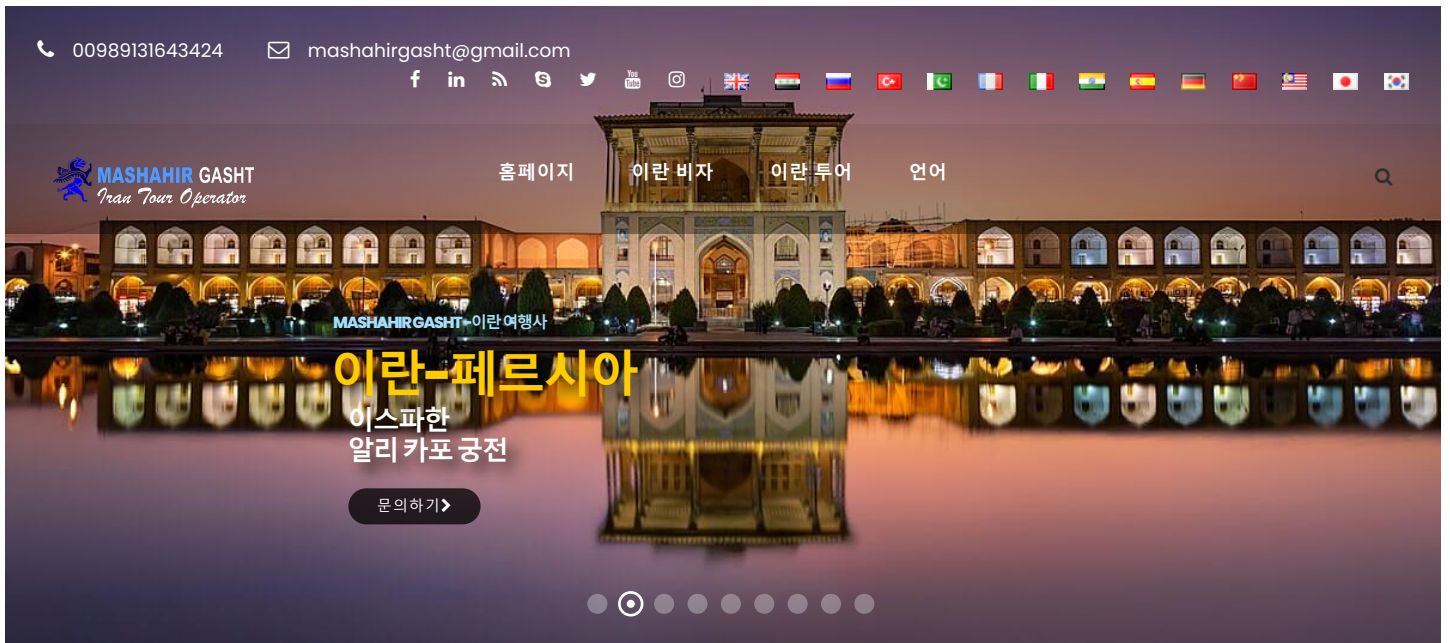 00989131643424 mashahirgasht@gmail.com
MASHAHIR GASHT
Iran Tour Operator
홈페이지 이란 비자 이란 투어 언어
MASHAHIR GASHT-이란 여행사
이란-페르시아
이스파한
알리 카포 궁전
문의하기